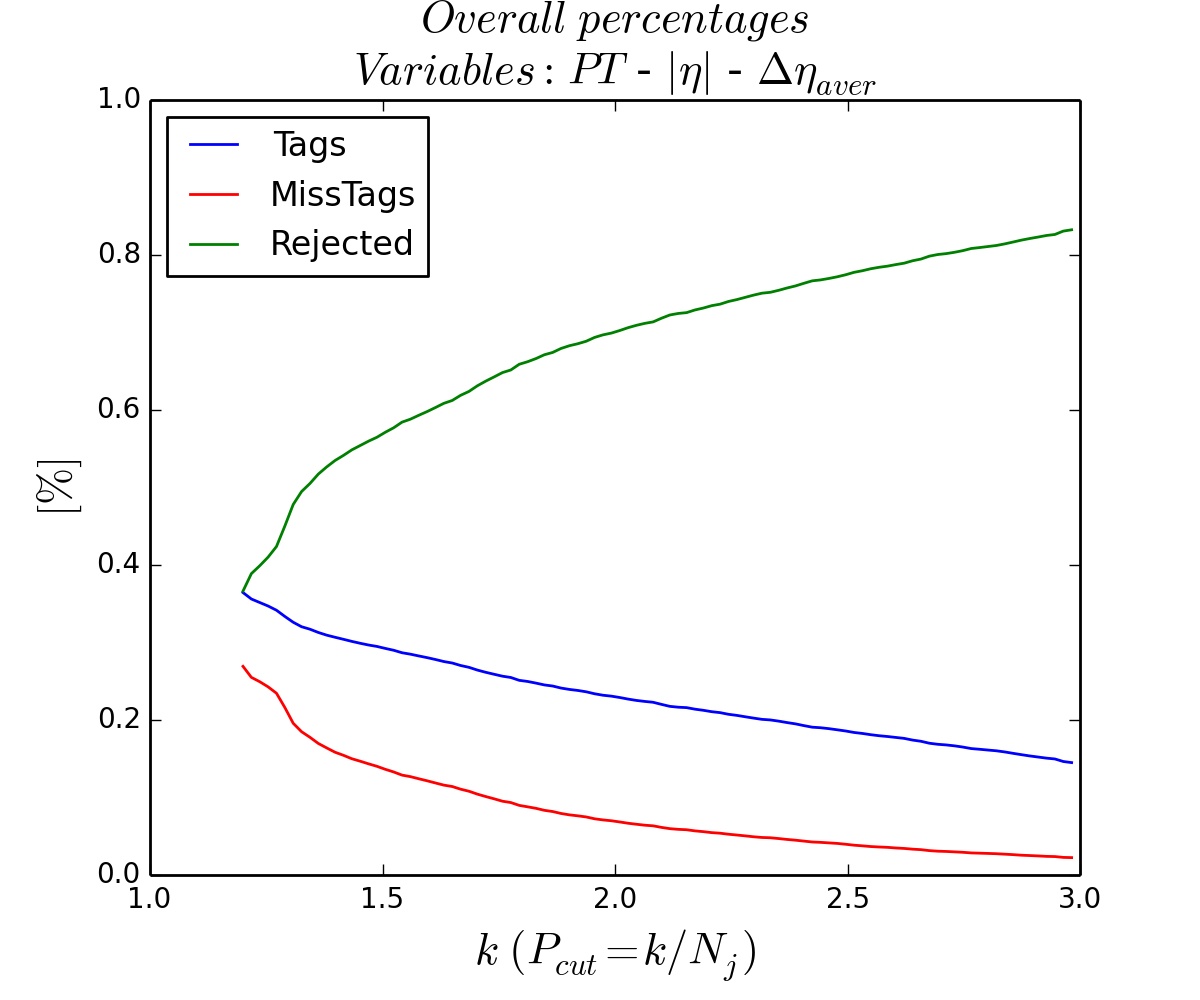 Overall percentages
Variables : PT - |η| - Δη_aver
1.0
Tags
MissTags
Rejected
0.8
0.6
[%]
0.4
0.2
0.0
1.0 1.5 2.0 2.5 3.0
k (P_cut = k/N_j)